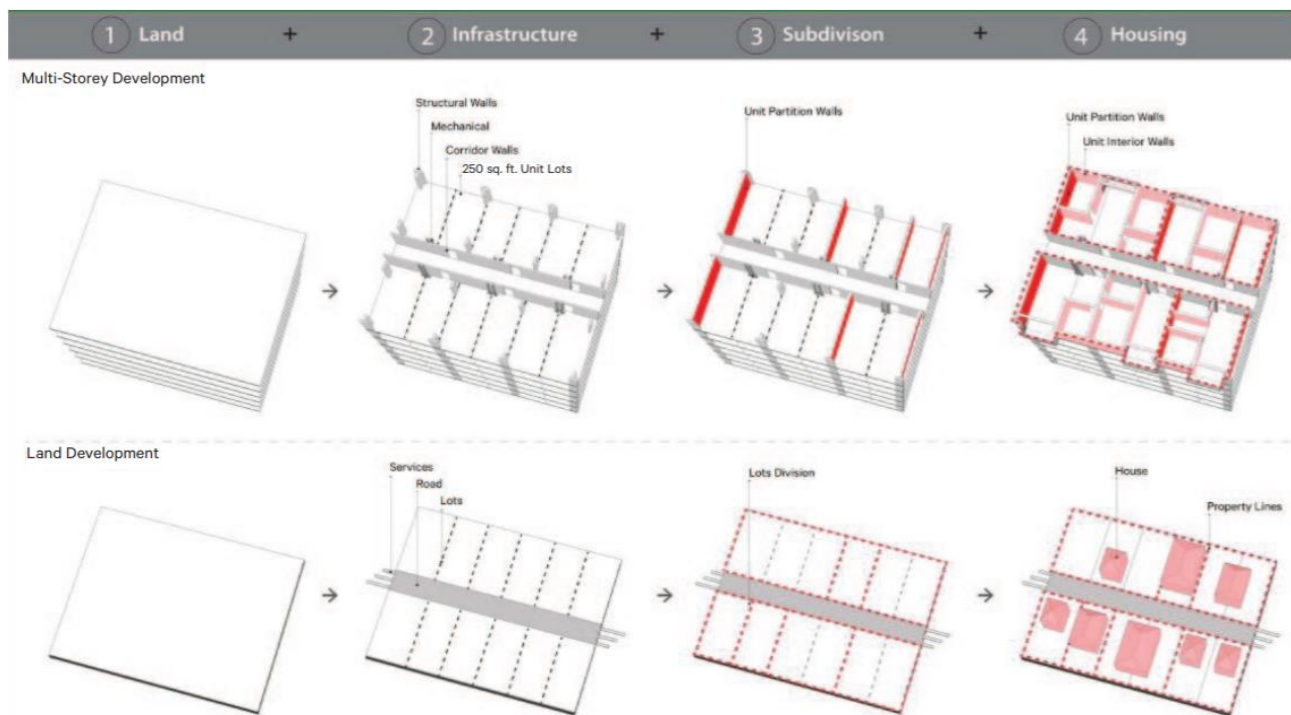 1 Land + 2 Infrastructure + 3 Subdivison + 4 Housing
Multi-Storey Development
Structural Walls
Mechanical
Corridor Walls
250 sq. ft. Unit Lots
Unit Partition Walls
Unit Partition Walls
Unit Interior Walls
Land Development
Services
Road
Lots
Lots Division
House
Property Lines